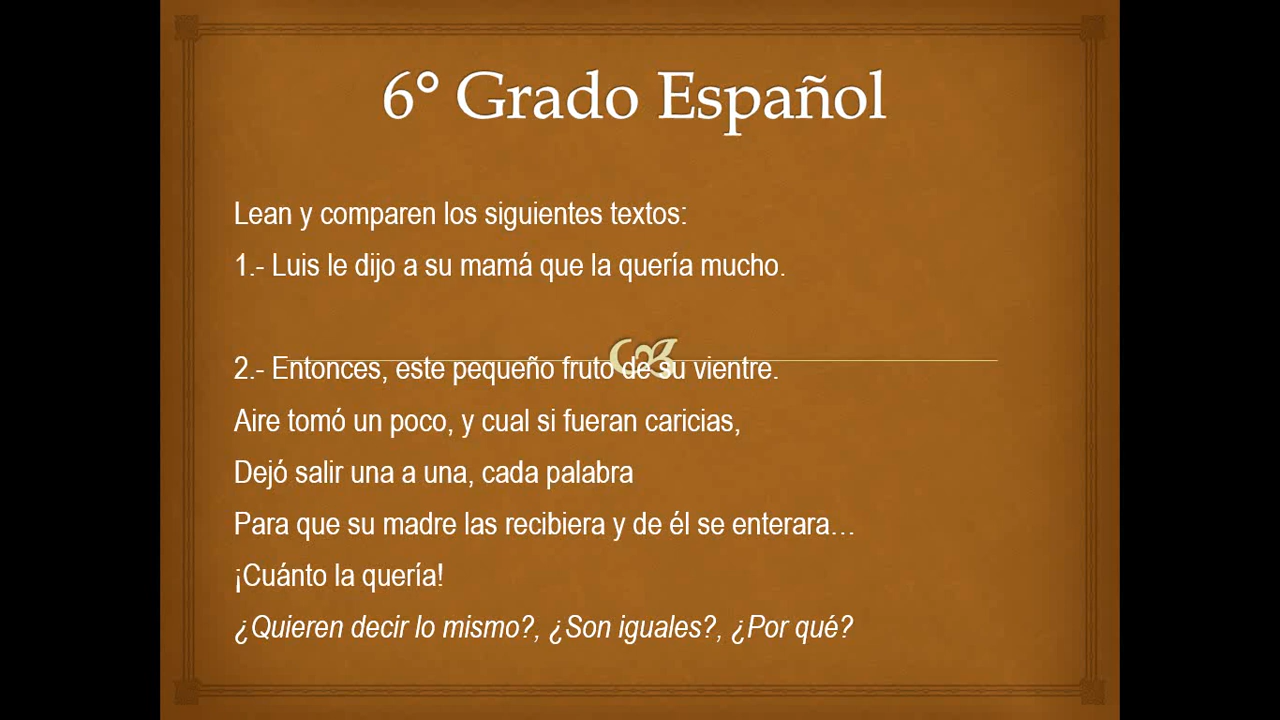 6° Grado Español
Lean y comparen los siguientes textos:
1.- Luis le dijo a su mamá que la quería mucho.
2.- Entonces, este pequeño fruto de su vientre.
Aire tomó un poco, y cual si fueran caricias,
Dejó salir una a una, cada palabra
Para que su madre las recibiera y de él se enterara…
¡Cuánto la quería!
¿Quieren decir lo mismo?, ¿Son iguales?, ¿Por qué?